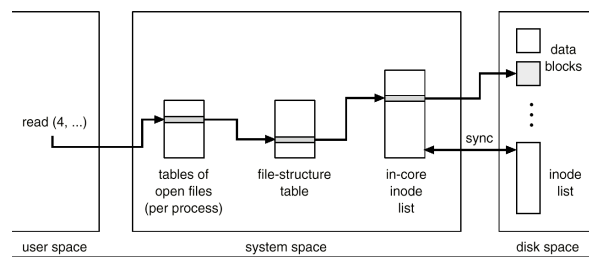 read (4, ...)
tables of
open files
(per process)
file-structure
table
in-core
inode
list
sync
data
blocks
inode
list
user space
system space
disk space